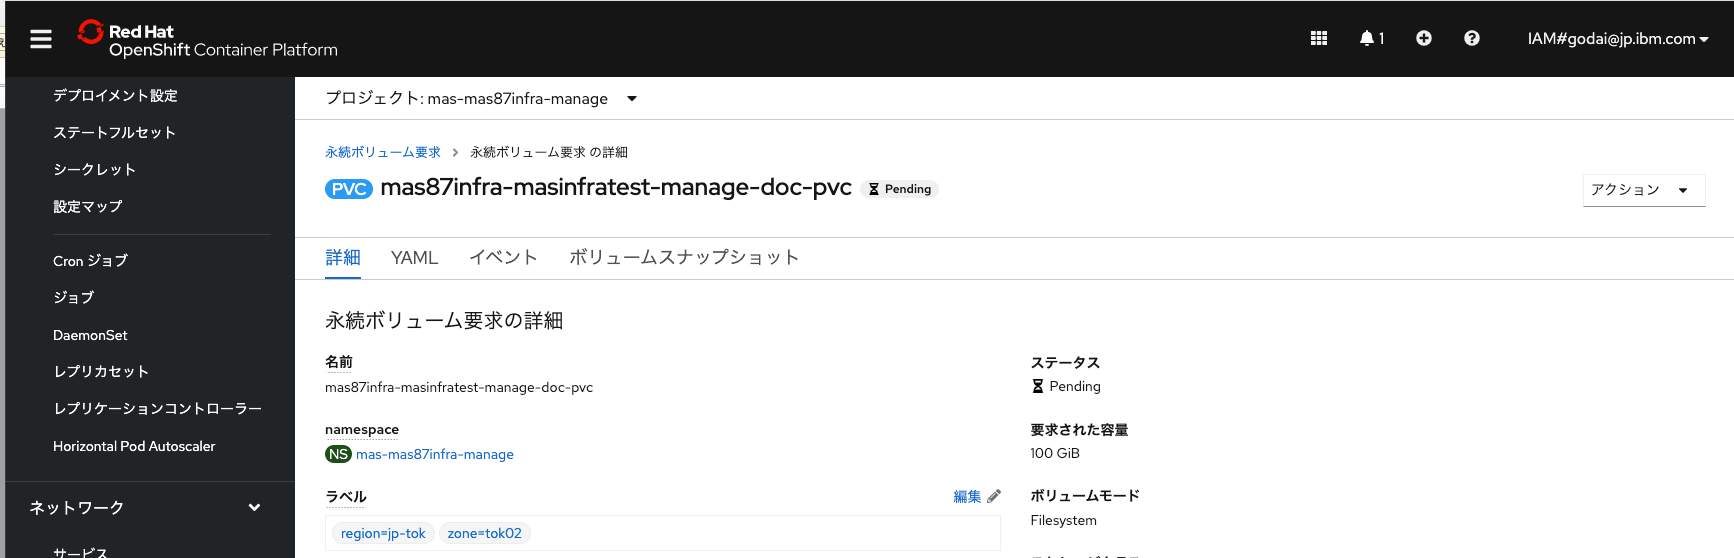 Red Hat
OpenShift Container Platform
1
IAM#godai@jp.ibm.com
デプロイメント設定
ステートフルセット
シークレット
設定マップ
Cron ジョブ
ジョブ
DaemonSet
レプリカセット
レプリケーションコントローラー
Horizontal Pod Autoscaler
ネットワーク
サービス
プロジェクト: mas-mas87infra-manage
永続ボリューム要求 > 永続ボリューム要求 の詳細
PVC mas87infra-masinfratest-manage-doc-pvc Pending
アクション
詳細 YAML イベント ボリュームスナップショット
永続ボリューム要求の詳細
名前
mas87infra-masinfratest-manage-doc-pvc
namespace
NS mas-mas87infra-manage
ラベル 編集
region=jp-tok zone=tok02
ステータス
Pending
要求された容量
100 GiB
ボリュームモード
Filesystem